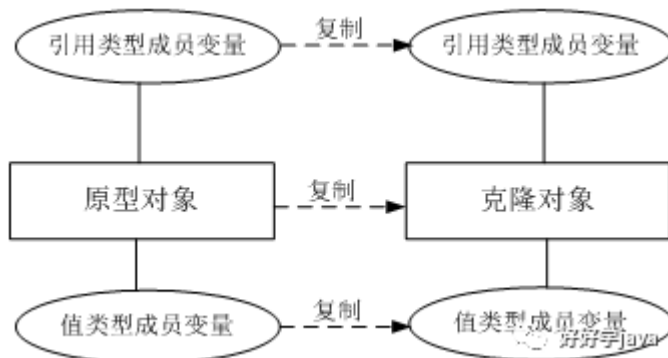 引用类型成员变量 复制 引用类型成员变量
原型对象 复制 克隆对象
值类型成员变量 复制 值类型成员变量
好好学java